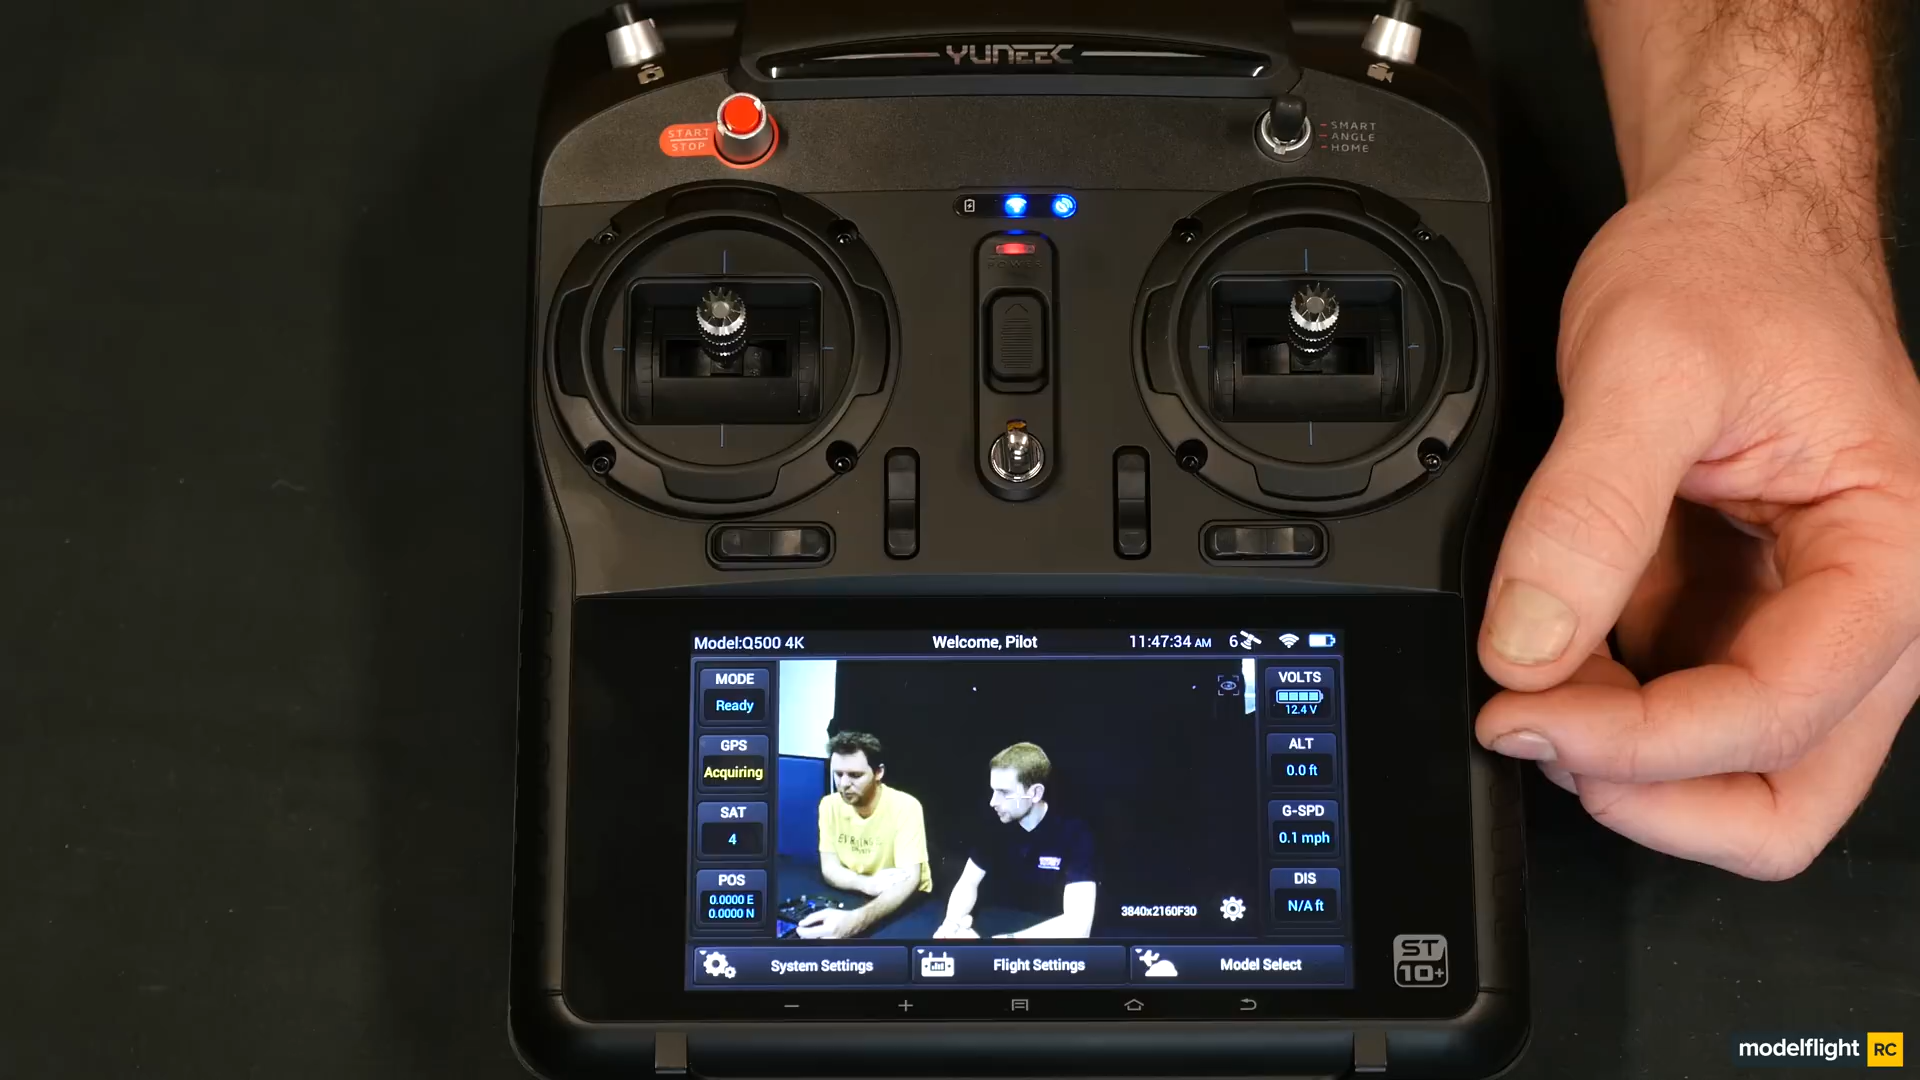 YUNEEC
START
STOP
SMART
ANGLE
HOME
POWER
Model:Q500 4K
Welcome, Pilot
11:47:34 AM
6
MODE
Ready
GPS
Acquiring
SAT
4
POS
0.0000 E
0.0000 N
VOLTS
12.4 V
ALT
0.0 ft
G-SPD
0.1 mph
DIS
N/A ft
3840x2160F30
System Settings
Flight Settings
Model Select
ST
10+
modelflight RC